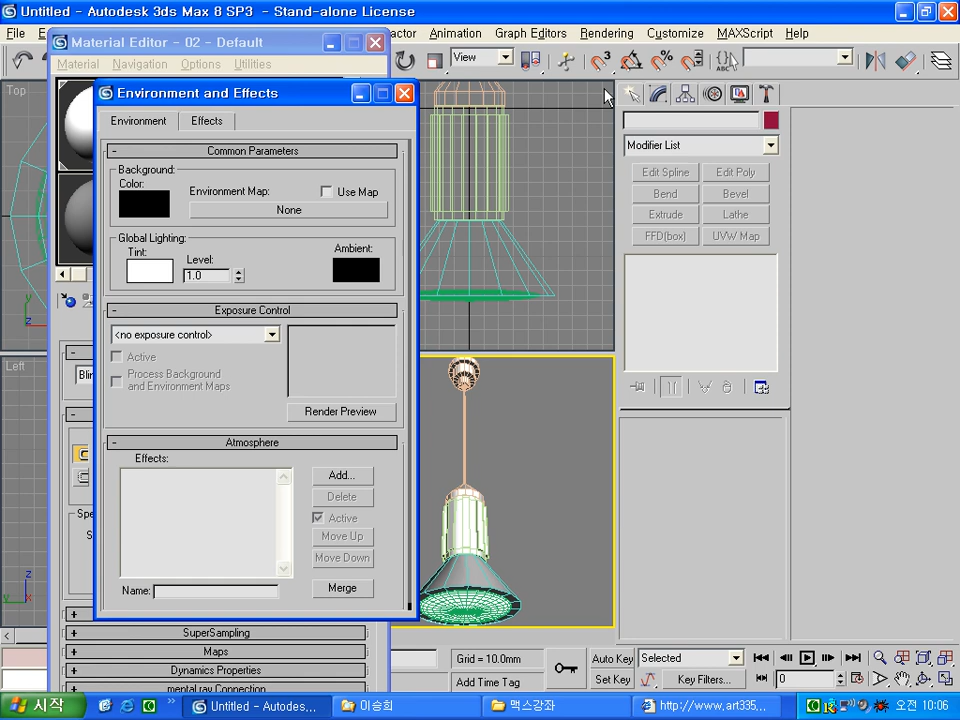 Untitled - Autodesk 3ds Max 8 SP3 - Stand-alone License
File
Animation
Graph Editors
Rendering
Customize
MAXScript
Help
Material Editor - 02 - Default
Material
Navigation
Options
Utilities
View
ABC
Top
Environment and Effects
Environment
Effects
Common Parameters
Background:
Color:
Environment Map:
Use Map
None
Global Lighting:
Tint:
Level:
1.0
Ambient:
Exposure Control
<no exposure control>
Active
Process Background
and Environment Maps
Render Preview
Atmosphere
Effects:
Add...
Delete
Active
Move Up
Move Down
Name:
Merge
Left
SuperSampling
Maps
Dynamics Properties
mental ray Connection
Modifier List
Edit Spline
Edit Poly
Bend
Bevel
Extrude
Lathe
FFD(box)
UVW Map
Grid = 10.0mm
Add Time Tag
Auto Key
Selected
Set Key
Key Filters...
0
시작
Untitled - Autodes...
이승희
맥스강좌
http://www.art335...
오전 10:06